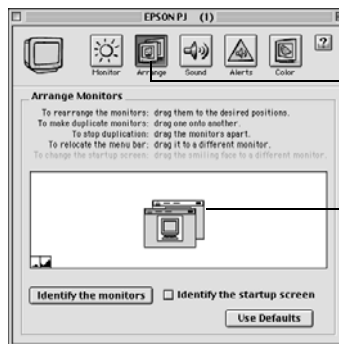 EPSON PJ (1)
Monitor Arrange Sound Alerts Color
?
Arrange Monitors
To rearrange the monitors: drag them to the desired positions.
To make duplicate monitors: drag one onto another.
To stop duplication: drag the monitors apart.
To relocate the menu bar: drag it to a different monitor.
To change the startup screen: drag the smiling face to a different monitor.
Identify the monitors Identify the startup screen
Use Defaults